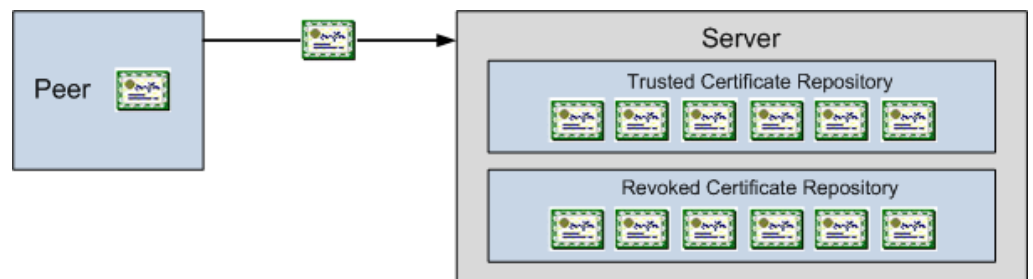 Server
Peer
Trusted Certificate Repository
Revoked Certificate Repository